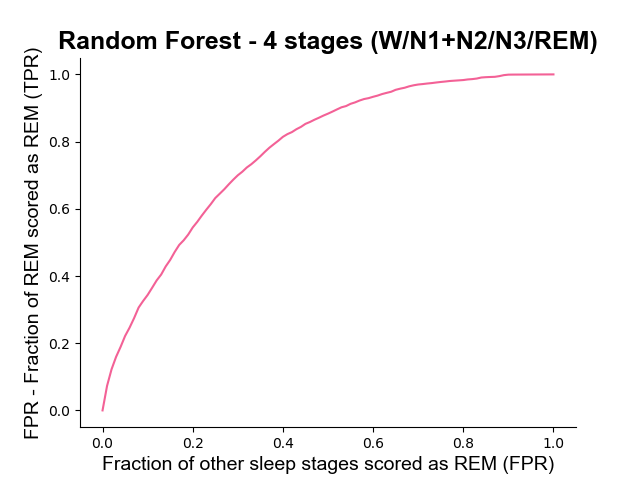 Random Forest - 4 stages (W/N1+N2/N3/REM)
FPR - Fraction of REM scored as REM (TPR)
1.0
0.8
0.6
0.4
0.2
0.0
0.0 0.2 0.4 0.6 0.8 1.0
Fraction of other sleep stages scored as REM (FPR)